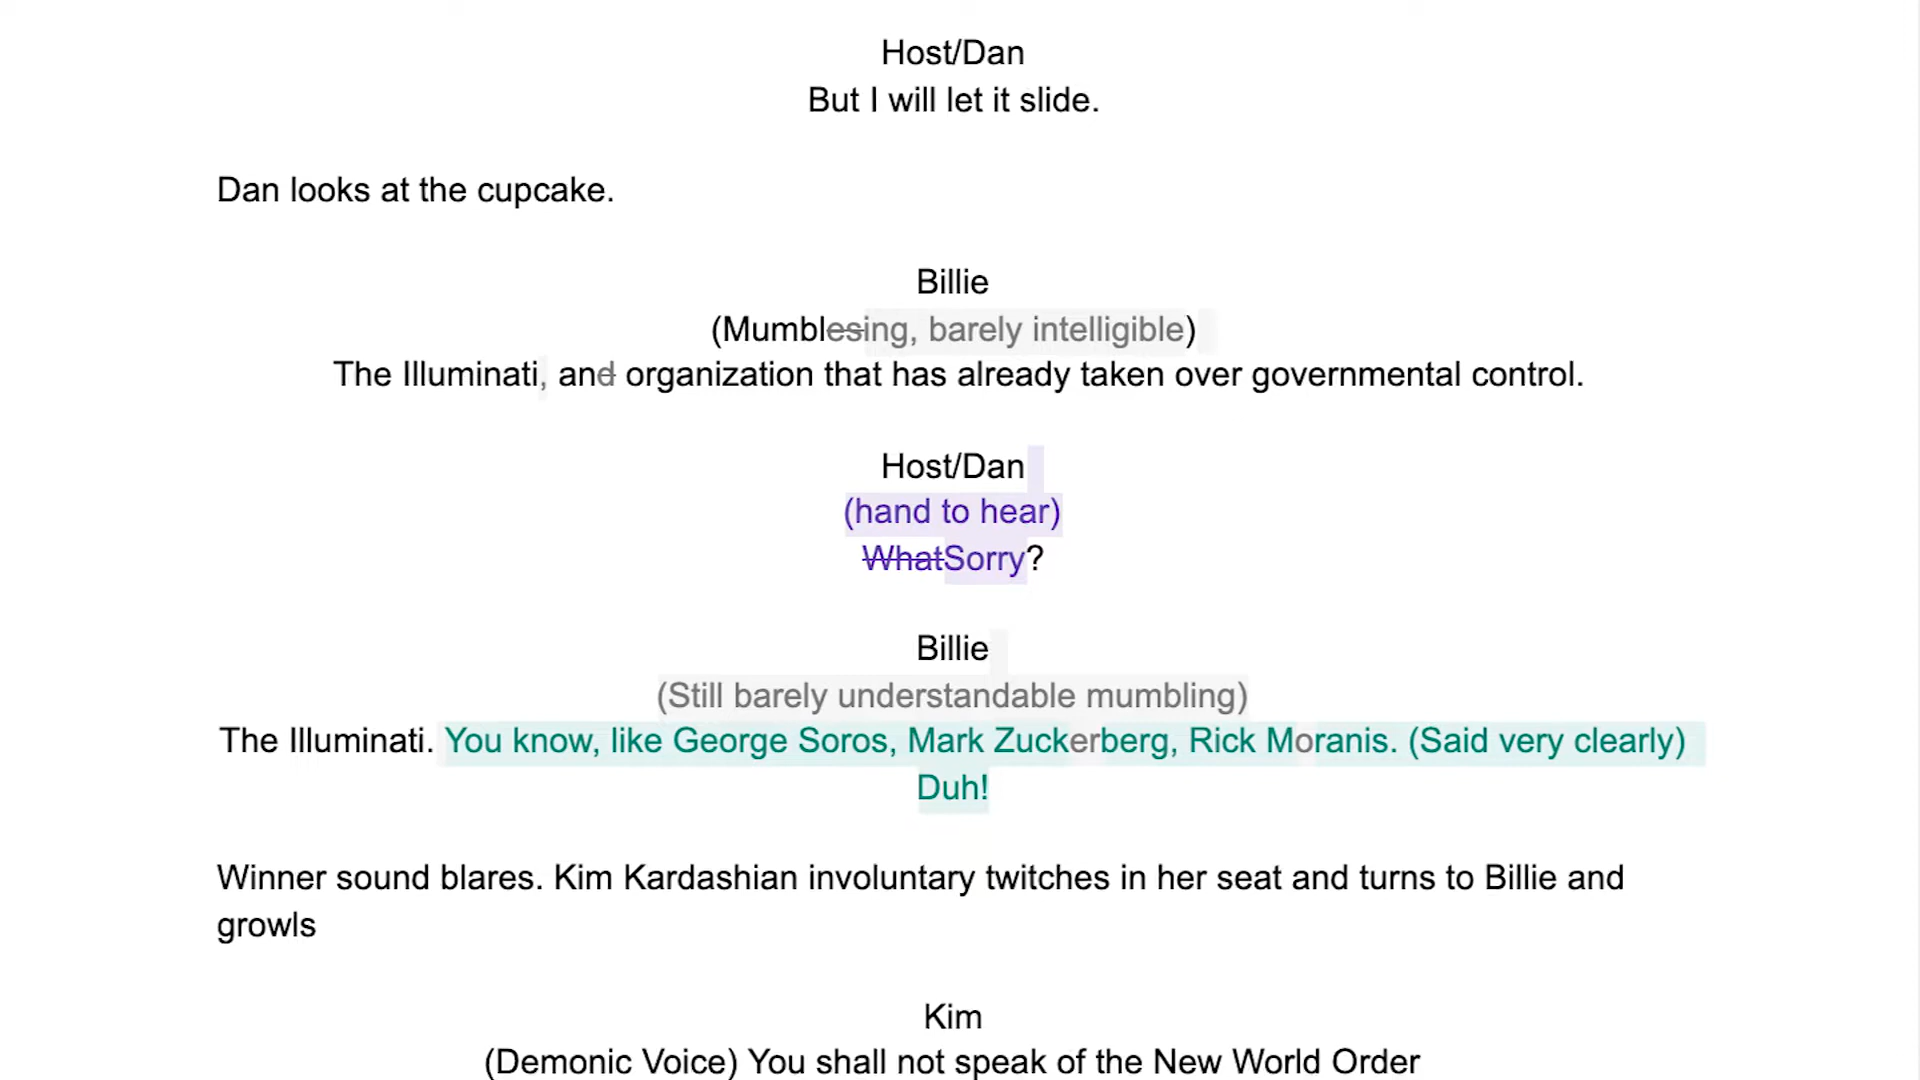 Host/Dan
But I will let it slide.
Dan looks at the cupcake.
Billie
(Mumblesing, barely intelligible)
The Illuminati, and organization that has already taken over governmental control.
Host/Dan
(hand to hear)
WhatSorry?
Billie
(Still barely understandable mumbling)
The Illuminati. You know, like George Soros, Mark Zuckerberg, Rick Moranis. (Said very clearly)
Duh!
Winner sound blares. Kim Kardashian involuntary twitches in her seat and turns to Billie and
growls
Kim
(Demonic Voice) You shall not speak of the New World Order